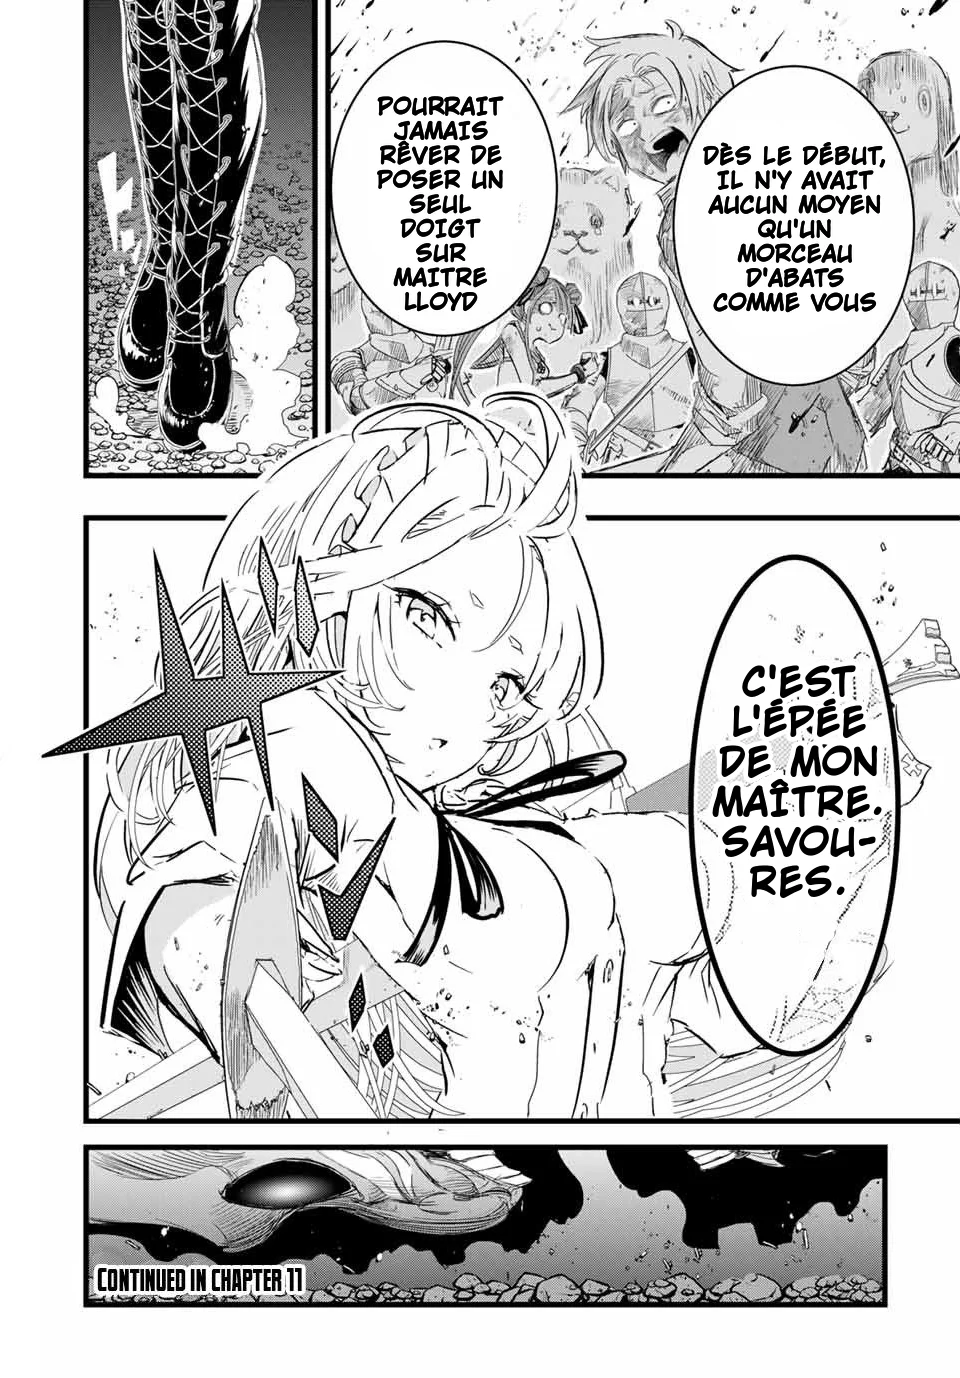 DÈS LE DÉBUT,
IL N'Y AVAIT
AUCUN MOYEN
QU'UN
MORCEAU
D'ABATS
COMME VOUS
POURRAIT
JAMAIS
RÊVER DE
POSER UN
SEUL
DOIGT
SUR
MAITRE
LLOYD
C'EST
L'ÉPÉE
DE MON
MAÎTRE.
SAVOU-
RES.
CONTINUED IN CHAPTER 11